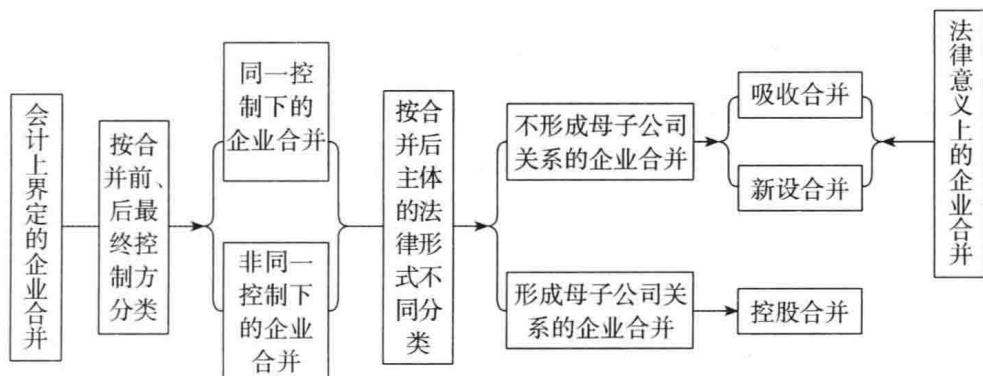 会计上界定的企业合并
按合
并前、
后最
终控
制方
分类
同一控
制下的
企业合并
非同一
控制下
的企业
合并
按合
并后
主体
的法
律形
式不
同分
类
不形成母子公司
关系的企业合并
形成母子公司关
系的企业合并
吸收合并
新设合并
控股合并
法律意义上的企业合并